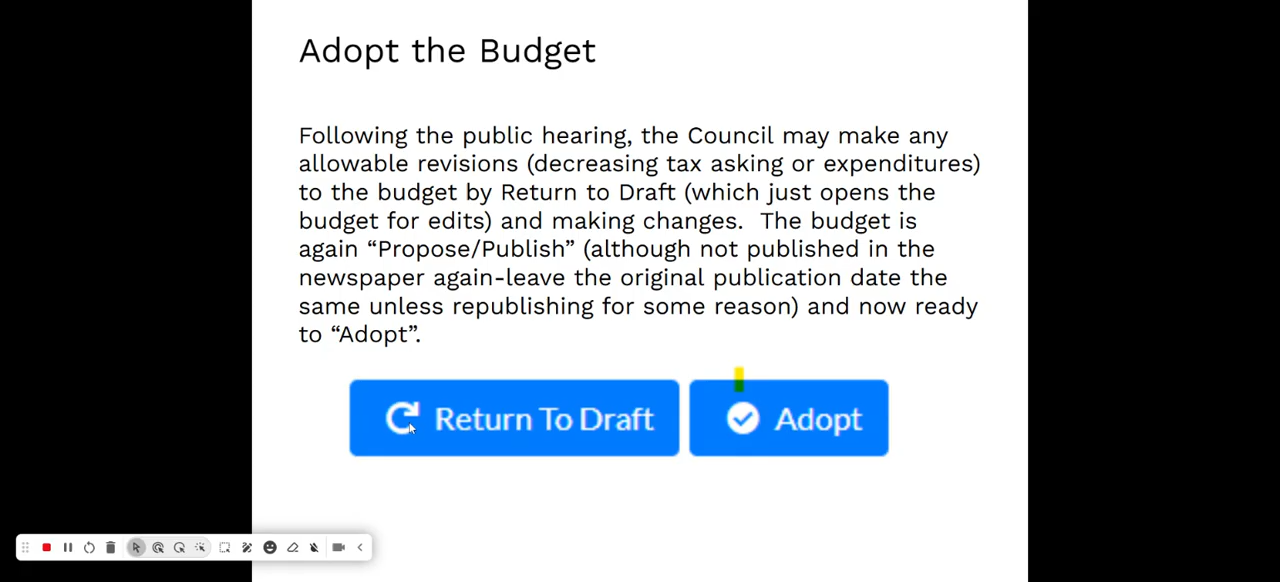 Adopt the Budget
Following the public hearing, the Council may make any
allowable revisions (decreasing tax asking or expenditures)
to the budget by Return to Draft (which just opens the
budget for edits) and making changes.  The budget is
again “Propose/Publish” (although not published in the
newspaper again-leave the original publication date the
same unless republishing for some reason) and now ready
to “Adopt”.
Return To Draft
Adopt